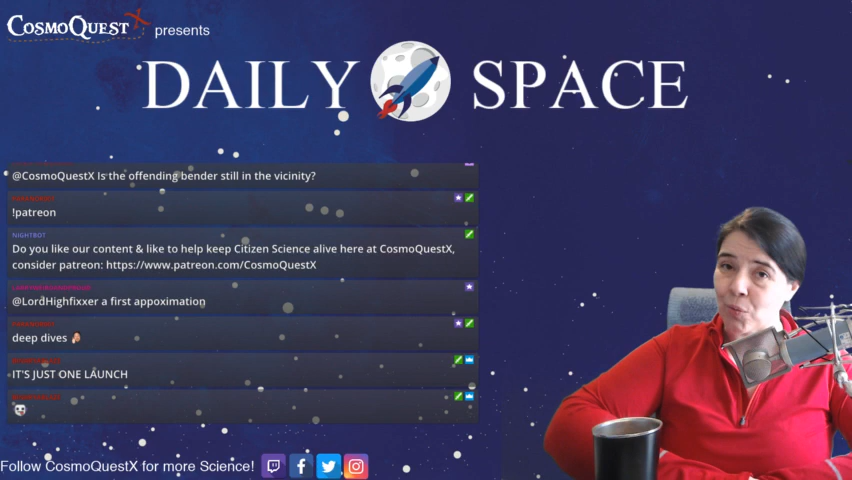 CosmoQuest X presents
DAILY SPACE
@CosmoQuestX Is the offending bender still in the vicinity?
!patreon
NIGHTBOT
Do you like our content & like to help keep Citizen Science alive here at CosmoQuestX,
consider patreon: https://www.patreon.com/CosmoQuestX
@LordHighfixxer a first appoximation
deep dives
IT'S JUST ONE LAUNCH
Follow CosmoQuestX for more Science!